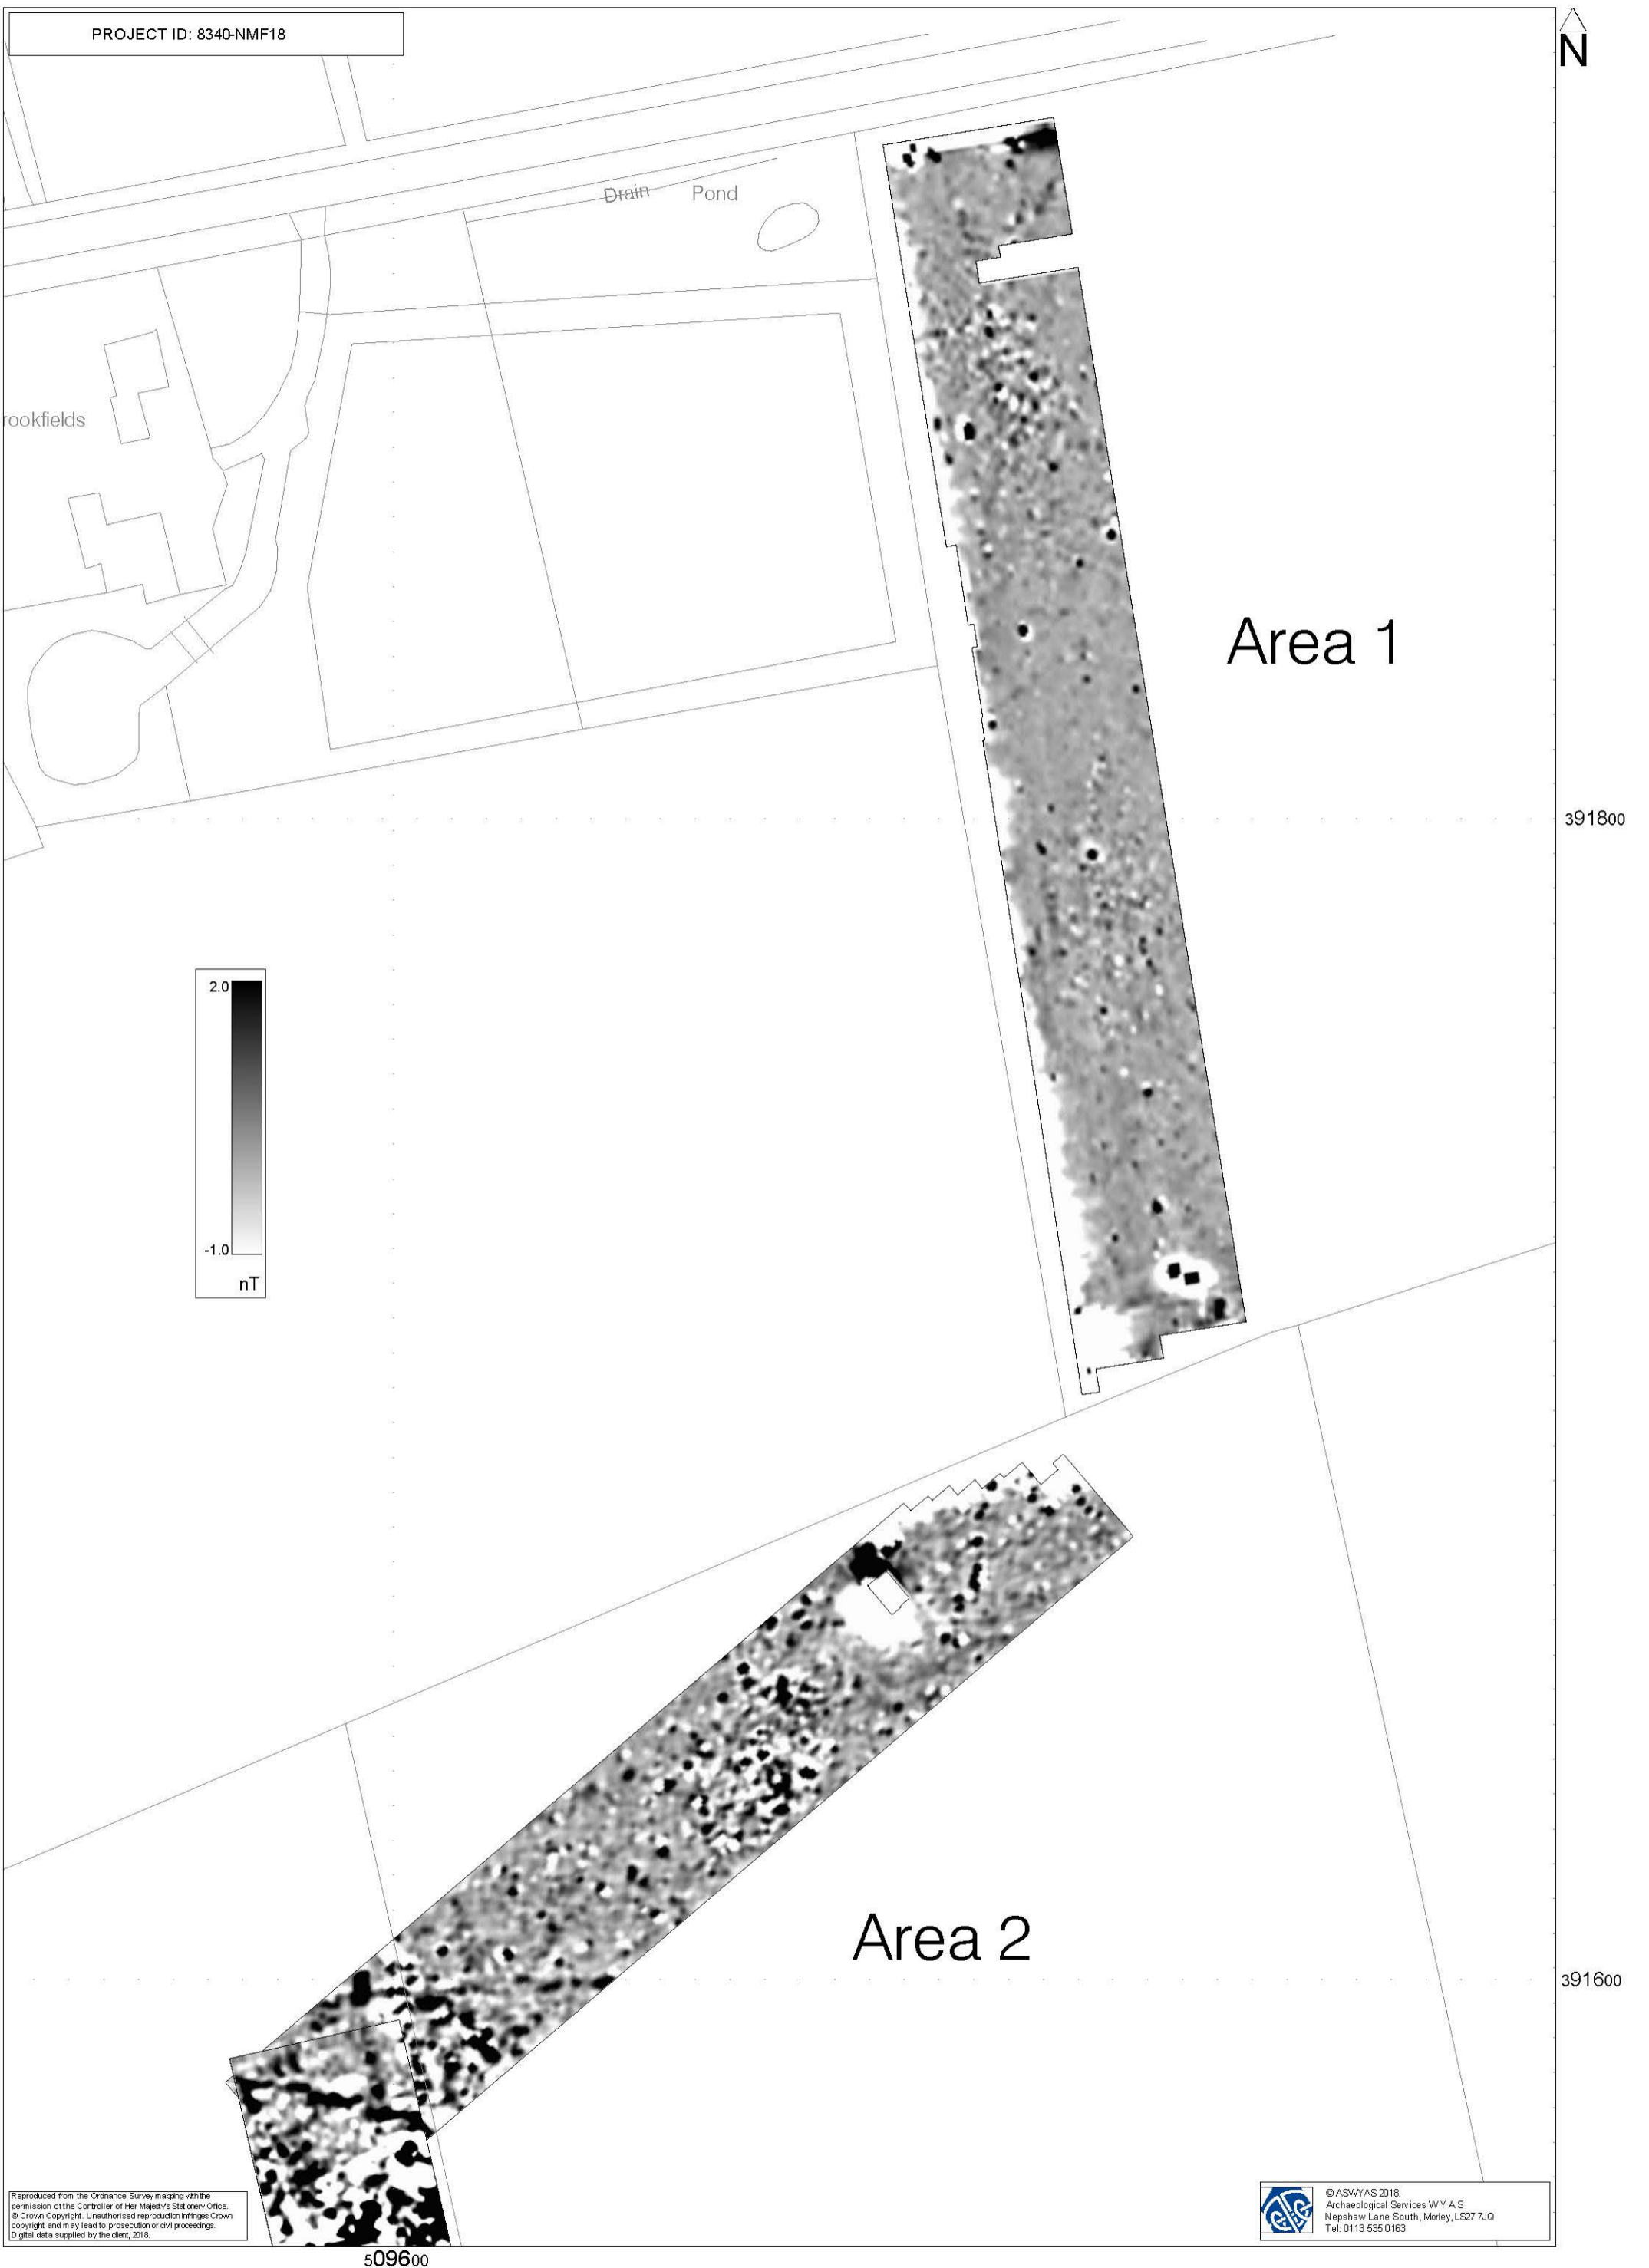 PROJECT ID: 8340-NMF18
N
Drain
Pond
rookfields
Area 1
391800
2.0
-1.0
nT
Area 2
391600
Reproduced from the Ordnance Survey mapping with the
permission of the Controller of Her Majesty's Stationery Office.
© Crown Copyright. Unauthorised reproduction infringes Crown
copyright and may lead to prosecution or civil proceedings.
Digital data supplied by the client, 2018.
© ASWYAS 2018.
Archaeological Services W Y A S
Nepshaw Lane South, Morley, LS27 7JQ
Tel: 0113 535 0163
509600